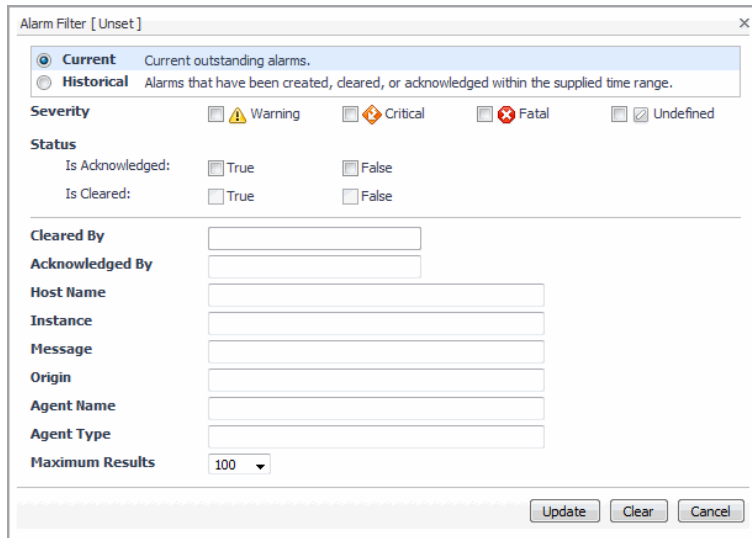 Alarm Filter [ Unset ]
Current Current outstanding alarms.
Historical Alarms that have been created, cleared, or acknowledged within the supplied time range.
Severity Warning Critical Fatal Undefined
Status
Is Acknowledged: True False
Is Cleared: True False
Cleared By
Acknowledged By
Host Name
Instance
Message
Origin
Agent Name
Agent Type
Maximum Results 100
Update Clear Cancel